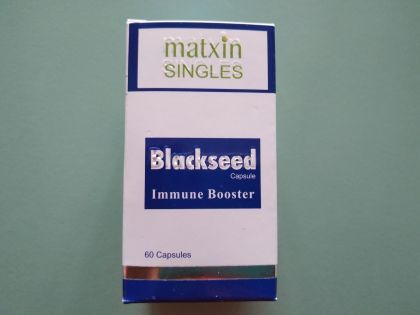 matxin
SINGLES
Blackseed
Capsule
Immune Booster
60 Capsules